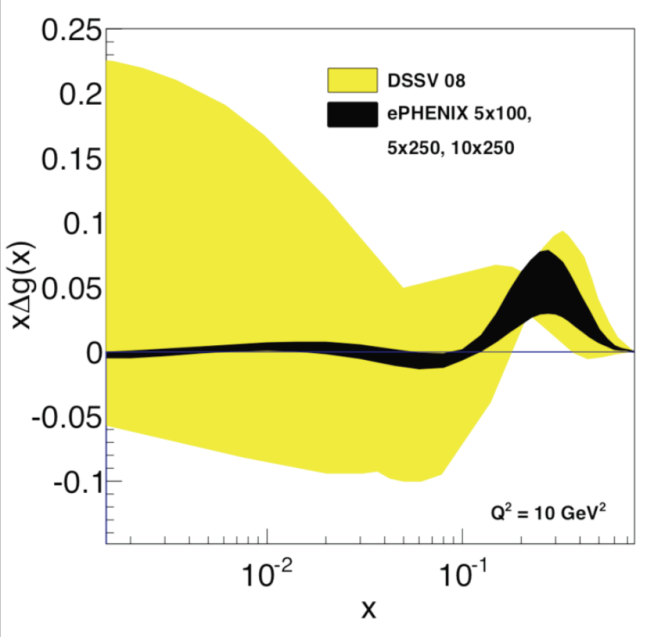 0.25
DSSV 08
0.2
ePHENIX 5x100,
5x250, 10x250
0.15
0.1
xΔg(x)
0.05
0
-0.05
-0.1
Q² = 10 GeV²
10⁻²
10⁻¹
x